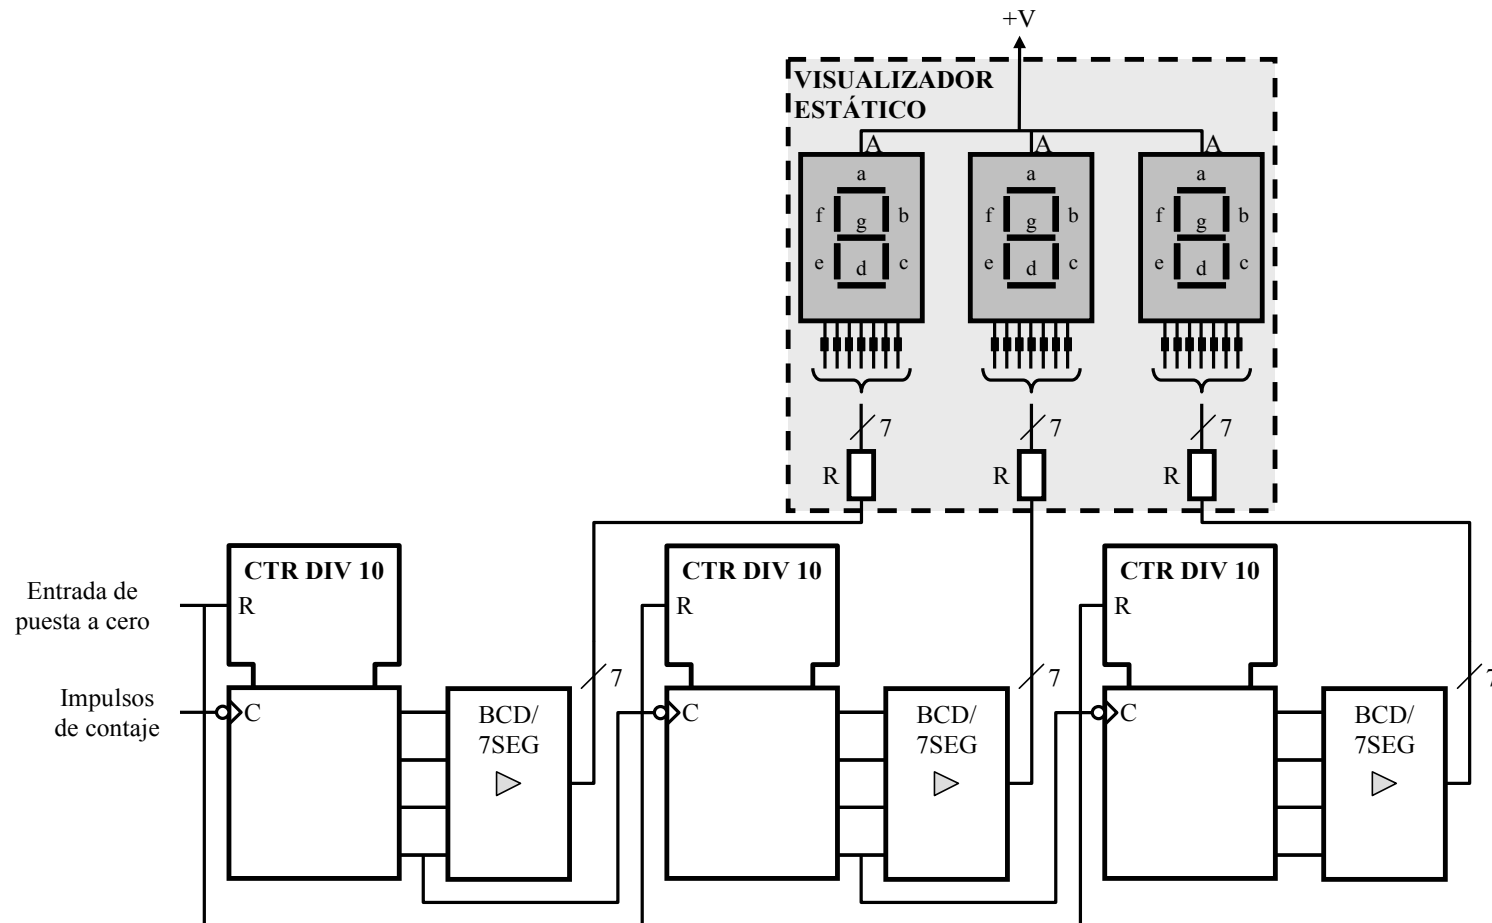 +V
VISUALIZADOR
ESTÁTICO
A A A
a a a
f g b f g b f g b
e d c e d c e d c
7 7 7
R R R
CTR DIV 10 CTR DIV 10 CTR DIV 10
Entrada de
puesta a cero
R R R
7 7 7
Impulsos
de contaje
C C C
BCD/ BCD/ BCD/
7SEG 7SEG 7SEG